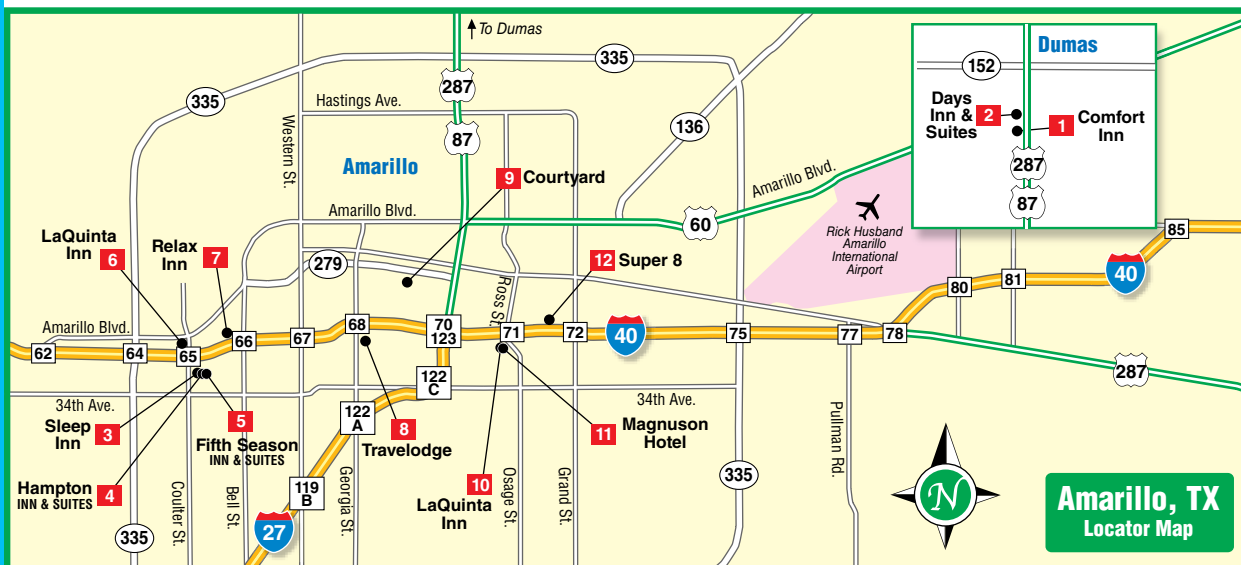 To Dumas
335
287
335
Hastings Ave.
Western St.
87
136
Amarillo
9 Courtyard
Amarillo Blvd.
Amarillo Blvd.
60
Rick Husband
Amarillo
International
Airport
Dumas
152
Days
Inn &
Suites
2
1
Comfort
Inn
287
87
LaQuinta
Inn
6
Relax
Inn
7
279
12 Super 8
Ross St.
85
40
81
80
Amarillo Blvd.
62
64
65
66
67
68
70
123
71
72
40
75
77
78
287
122
C
34th Ave.
34th Ave.
Sleep
Inn
3
5
Fifth Season
INN & SUITES
122
A
8
Travelodge
11
Magnuson
Hotel
Pullman Rd.
Hampton
INN & SUITES
4
Coulter St.
Bell St.
119
B
Georgia St.
10
LaQuinta
Inn
Osage St.
Grand St.
335
335
27
N
Amarillo, TX
Locator Map